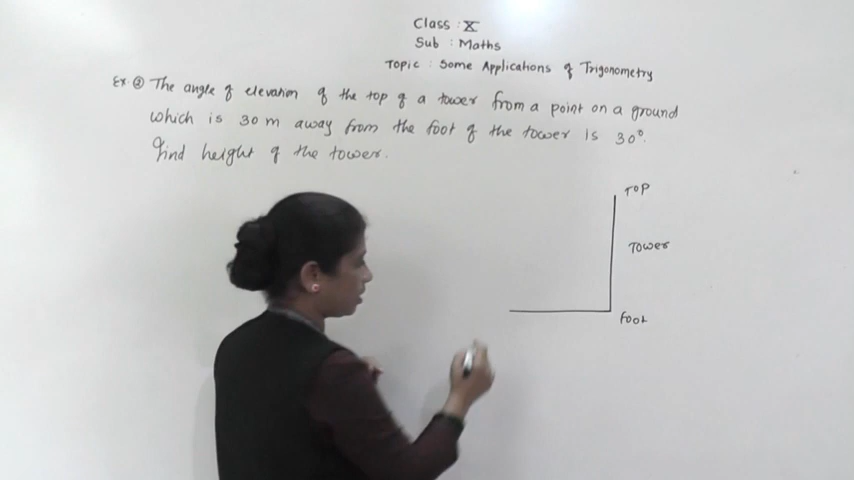 Class : X
Sub : Maths
Topic : Some Applications of Trigonometry
Ex. ② The angle of elevation of the top of a tower from a point on a ground
which is 30 m away from the foot of the tower is 30°.
find height of the tower.
TOP
Tower
Foot